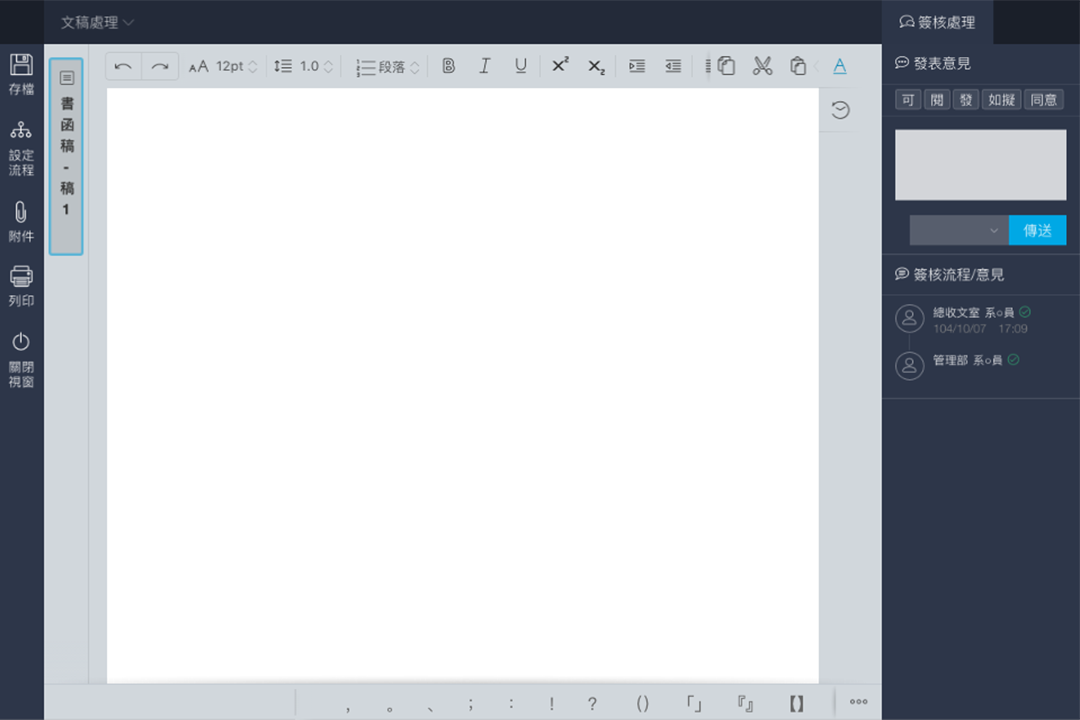 文稿處理
簽核處理
存檔
設定
流程
附件
列印
關閉
視窗
書函稿-稿1
AA 12pt
1.0
段落
B I U X² X₂
A
發表意見
可 閱 發 如擬 同意
傳送
簽核流程/意見
總收文室 系○員
104/10/07 17:09
管理部 系○員
, 。 、 ; : ! ? () 「」 『』 【】